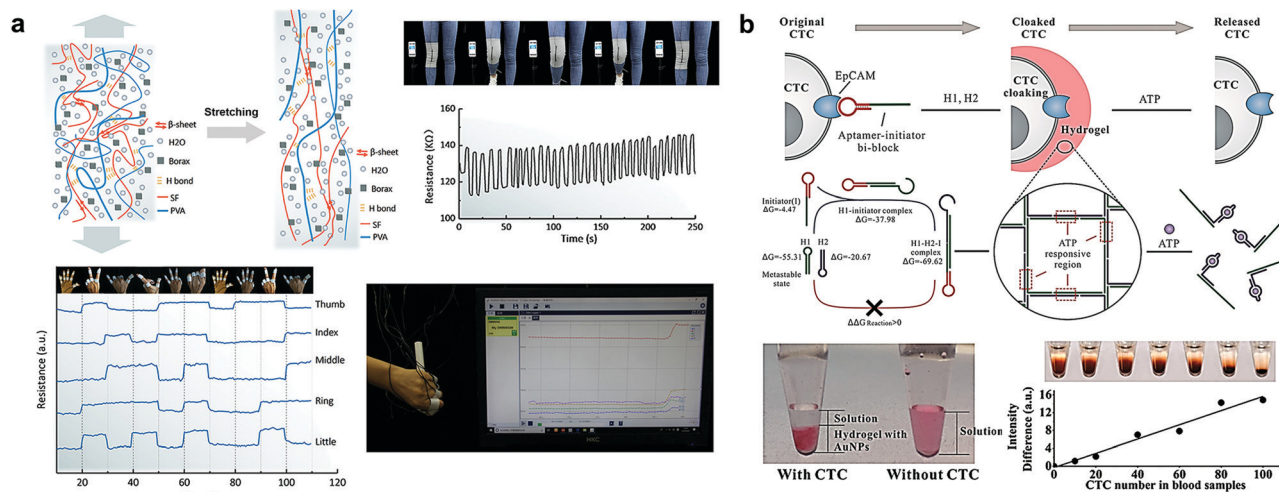 a
Stretching
β-sheet
H2O
Borax
H bond
SF
PVA
β-sheet
H2O
Borax
H bond
SF
PVA
Resistance (KΩ)
160
140
120
100
0 50 100 150 200 250
Time (s)
Resistance (a.u.)
Thumb
Index
Middle
Ring
Little
20 40 60 80 100 120
HKC
b
Original
CTC
Cloaked
CTC
Released
CTC
CTC
EpCAM
Aptamer-initiator
bi-block
H1, H2
CTC
cloaking
Hydrogel
ATP
Initiator(I)
ΔG=-4.47
H1-initiator complex
ΔG=-37.98
H1
H2
ΔG=-55.31
ΔG=-20.67
Metastable
state
H1-H2-I
complex
ΔG=-69.62
ΔΔG Reaction>0
ATP
responsive
region
ATP
Solution
Hydrogel with
AuNPs
Solution
With CTC
Without CTC
Intensity
Difference (a.u.)
16
12
8
4
0
0 20 40 60 80 100
CTC number in blood samples